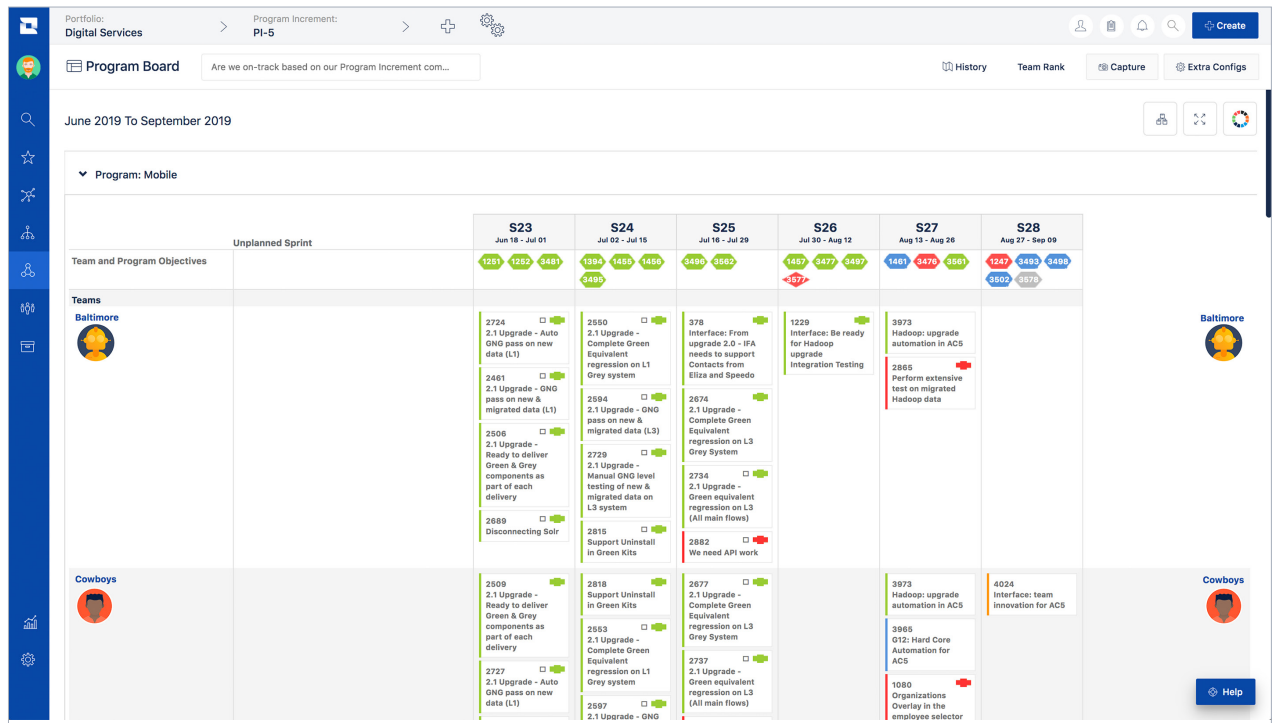 Portfolio:
Digital Services
Program Increment:
PI-5
Create
Program Board
Are we on-track based on our Program Increment com...
History
Team Rank
Capture
Extra Configs
June 2019 To September 2019
Program: Mobile
Unplanned Sprint
S23
Jun 18 - Jul 01
S24
Jul 02 - Jul 15
S25
Jul 16 - Jul 29
S26
Jul 30 - Aug 12
S27
Aug 13 - Aug 26
S28
Aug 27 - Sep 09
Team and Program Objectives
1251 1252 3481
1394 1455 1456
3495
3496 3562
1457 3477 3497
3577
1461 3476 3561
1247 3493 3498
3502 3578
Teams
Baltimore
2724
2.1 Upgrade - Auto
GNG pass on new
data (L1)
2461
2.1 Upgrade - GNG
pass on new &
migrated data (L1)
2506
2.1 Upgrade -
Ready to deliver
Green & Grey
components as
part of each
delivery
2689
Disconnecting Solr
2550
2.1 Upgrade -
Complete Green
Equivalent
regression on L1
Grey system
2594
2.1 Upgrade - GNG
pass on new &
migrated data (L3)
2729
2.1 Upgrade -
Manual GNG level
testing of new &
migrated data on
L3 system
2815
Support Uninstall
in Green Kits
378
Interface: From
upgrade 2.0 - IFA
needs to support
Contacts from
Eliza and Speedo
2674
2.1 Upgrade -
Complete Green
Equivalent
regression on L3
Grey System
2734
2.1 Upgrade -
Green equivalent
regression on L3
(All main flows)
2882
We need API work
1229
Interface: Be ready
for Hadoop
upgrade
Integration Testing
3973
Hadoop: upgrade
automation in AC5
2865
Perform extensive
test on migrated
Hadoop data
Baltimore
Cowboys
2509
2.1 Upgrade -
Ready to deliver
Green & Grey
components as
part of each
delivery
2727
2.1 Upgrade - Auto
GNG pass on new
data (L1)
2818
Support Uninstall
in Green Kits
2553
2.1 Upgrade -
Complete Green
Equivalent
regression on L1
Grey system
2597
2.1 Upgrade - GNG
2677
2.1 Upgrade -
Complete Green
Equivalent
regression on L3
Grey System
2737
2.1 Upgrade -
Green equivalent
regression on L3
(All main flows)
3973
Hadoop: upgrade
automation in AC5
3965
G12: Hard Core
Automation for
AC5
1080
Organizations
Overlay in the
employee selector
4024
Interface: team
innovation for AC5
Cowboys
Help